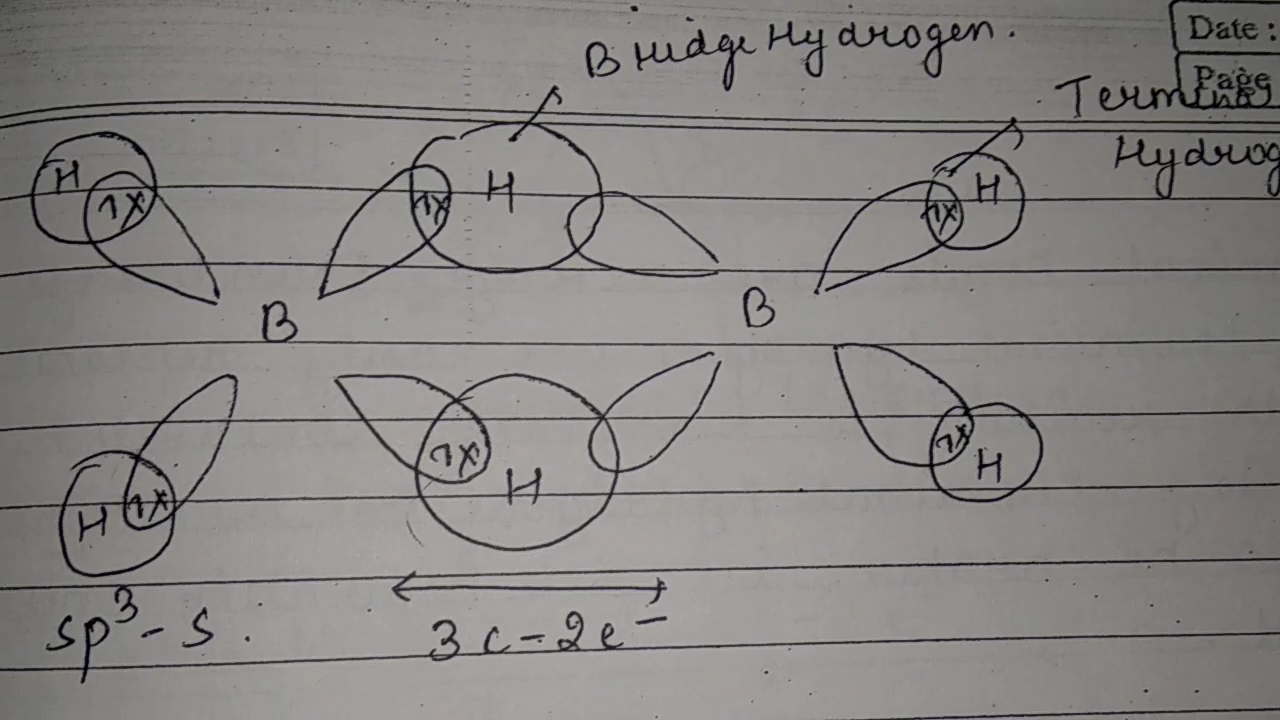 Date :
Page
Bridge Hydrogen.
Terminal
Hydrog
H
1x
1x
H
1x
H
B
B
1x
H
1x
H
1x
H
sp³ - s .
3c - 2e⁻